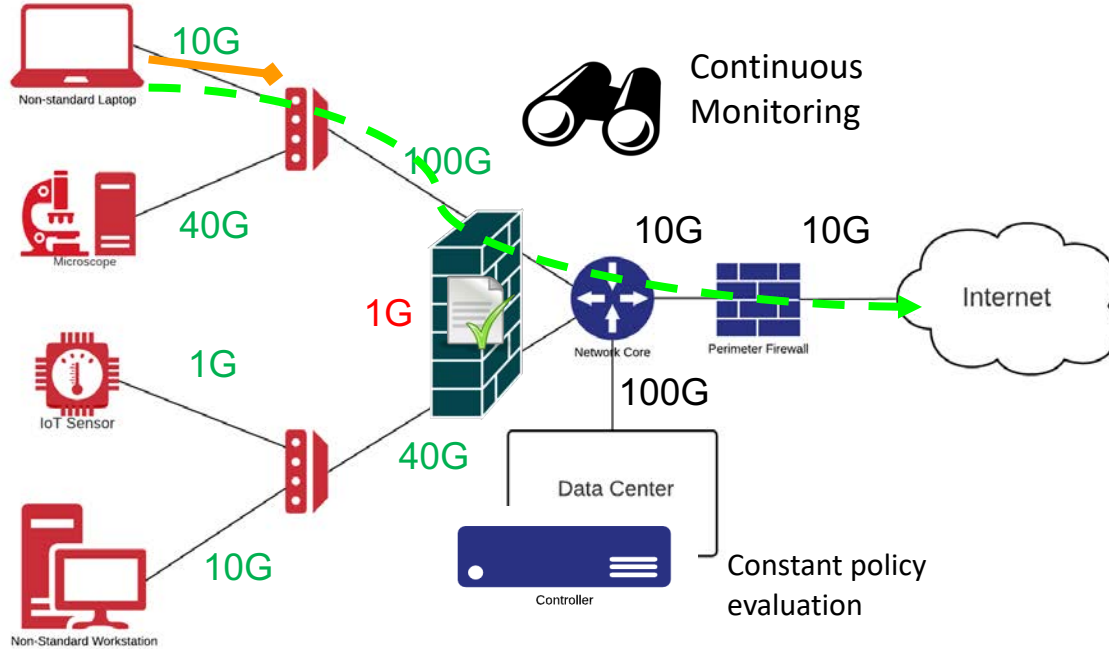 10G
Non-standard Laptop
Continuous
Monitoring
100G
40G
Microscope
10G
10G
Internet
1G
Network Core
Perimeter Firewall
1G
IoT Sensor
100G
40G
Data Center
10G
Constant policy
evaluation
Controller
Non-Standard Workstation